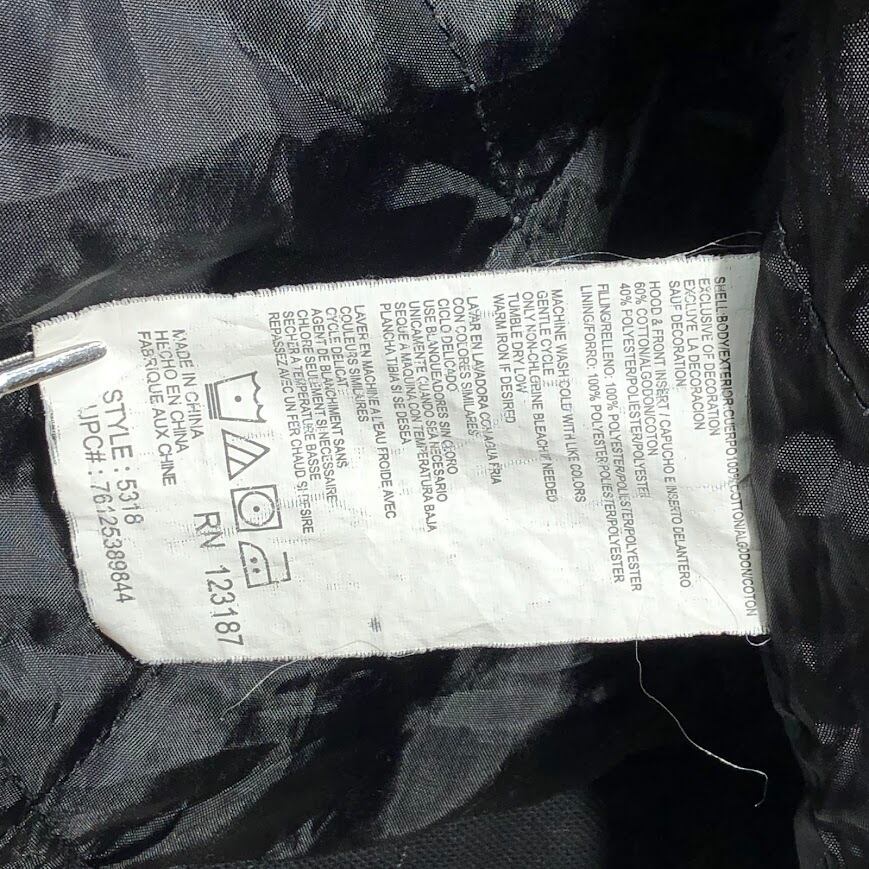 SHELL:BODY/EXTERIOR:CUERPO100%COTTON/ALGODON/COTON
EXCLUSIVE OF DECORATION
EXCLUYE LA DECORACION
SAUF DECORATION
HOOD & FRONT INSERT / CAPUCHO E INSERTO DELANTERO
60% COTTON/ALGODON/COTON
40% POLYESTER/POLIESTER/POLYESTER
FILING/RELLENO: 100% POLYESTER/POLIESTER/POLYESTER
LINING/FORRO: 100% POLYESTER/POLIESTER/POLYESTER
MACHINE WASH COLD WITH LIKE COLORS
GENTLE CYCLE
ONLY NON-CHLORINE BLEACH IF NEEDED
TUMBLE DRY LOW
WARM IRON IF DESIRED
LAVAR EN LAVADORA CON AGUA FRIA
CON COLORES SIMILARES
CICLO DELICADO
USE BLANQUEADORES SIN CLORO
UNICAMENTE CUANDO SEA NECESARIO
SEQUE A MAQUINA CON TEMPERATURA BAJA
PLANCHA TIBIA SI SE DESEA
LAVER EN MACHINE A L'EAU FROIDE AVEC
COULEURS SIMILAIRES
CYCLE DELICAT
AGENT DE BLANCHIMENT SANS
CHLORE SEULEMENT SI NECESSAIRE
SECHER A TEMPERATURE BASSE
REPASSEZ AVEC UN FER CHAUD SI DESIRE
RN 123187
MADE IN CHINA
HECHO EN CHINA
FABRIQUE AUX CHINE
STYLE : 5318
UPC# : 76125389844